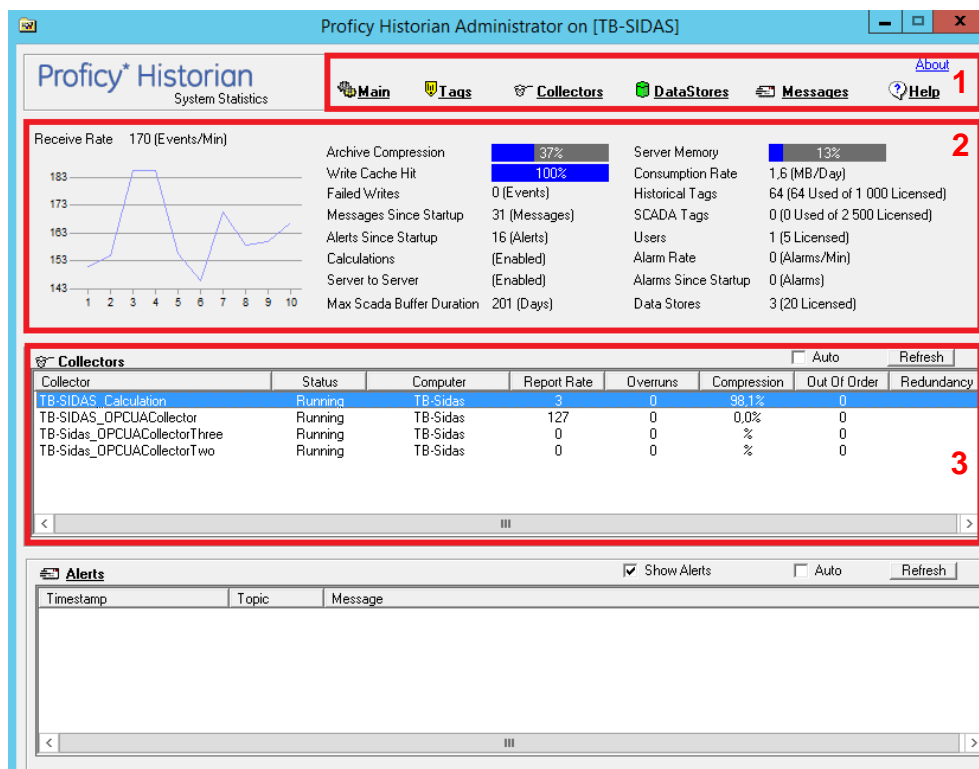 Proficy Historian Administrator on [TB-SIDAS]
x
Proficy* Historian
System Statistics
About
Main Tags Collectors DataStores Messages Help
1
2
Receive Rate 170 (Events/Min)
183
173
163
153
143
1 2 3 4 5 6 7 8 9 10
Archive Compression 37% Server Memory 13%
Write Cache Hit 100% Consumption Rate 1,6 (MB/Day)
Failed Writes 0 (Events) Historical Tags 64 (64 Used of 1 000 Licensed)
Messages Since Startup 31 (Messages) SCADA Tags 0 (0 Used of 2 500 Licensed)
Alerts Since Startup 16 (Alerts) Users 1 (5 Licensed)
Calculations (Enabled) Alarm Rate 0 (Alarms/Min)
Server to Server (Enabled) Alarms Since Startup 0 (Alarms)
Max Scada Buffer Duration 201 (Days) Data Stores 3 (20 Licensed)
Collectors Auto Refresh
Collector Status Computer Report Rate Overruns Compression Out Of Order Redundancy
TB-SIDAS_Calculation Running TB-Sidas 3 0 98,1% 0
TB-SIDAS_OPCUACollector Running TB-Sidas 127 0 0,0% 0
TB-Sidas_OPCUACollectorThree Running TB-Sidas 0 0 % 0
TB-Sidas_OPCUACollectorTwo Running TB-Sidas 0 0 % 0
3
Alerts Show Alerts Auto Refresh
Timestamp Topic Message